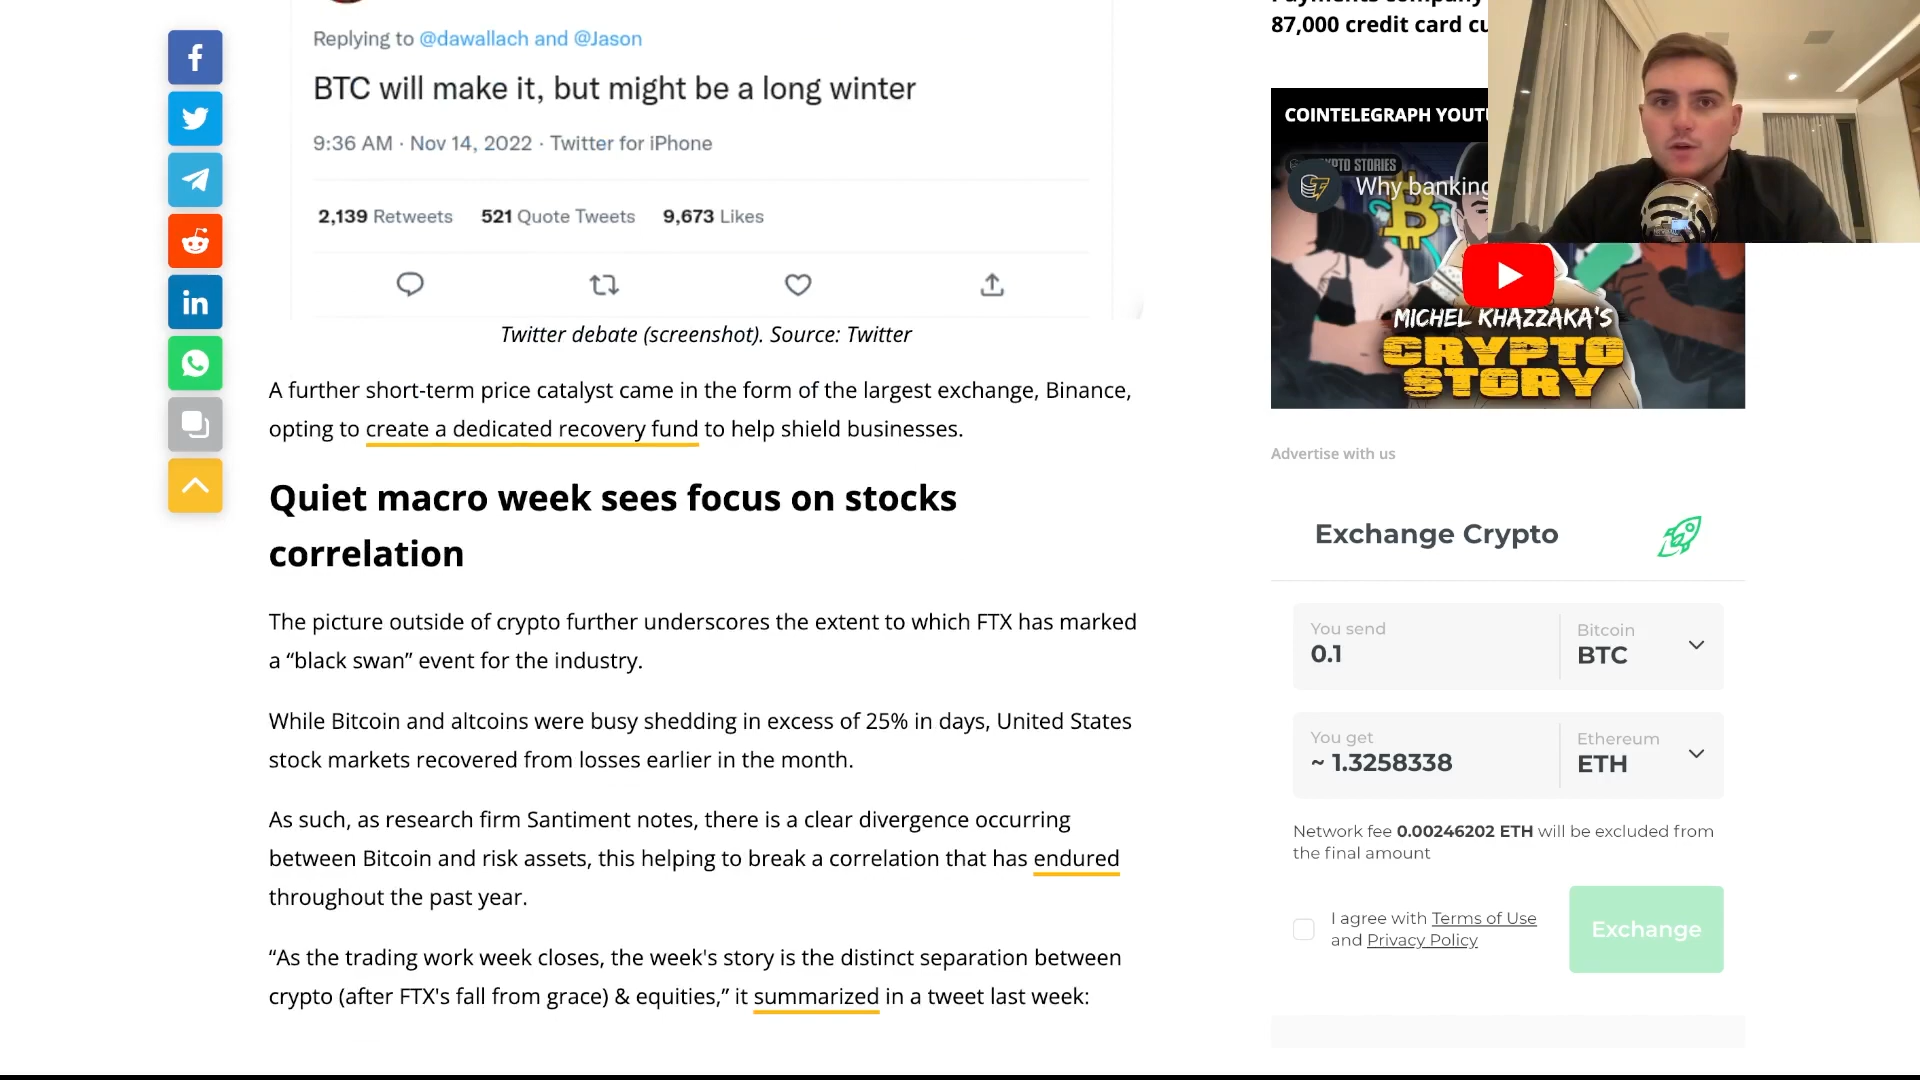 Replying to @dawallach and @Jason
BTC will make it, but might be a long winter
9:36 AM · Nov 14, 2022 · Twitter for iPhone
2,139 Retweets 521 Quote Tweets 9,673 Likes
Twitter debate (screenshot). Source: Twitter
A further short-term price catalyst came in the form of the largest exchange, Binance,
opting to create a dedicated recovery fund to help shield businesses.
Quiet macro week sees focus on stocks
correlation
The picture outside of crypto further underscores the extent to which FTX has marked
a “black swan” event for the industry.
While Bitcoin and altcoins were busy shedding in excess of 25% in days, United States
stock markets recovered from losses earlier in the month.
As such, as research firm Santiment notes, there is a clear divergence occurring
between Bitcoin and risk assets, this helping to break a correlation that has endured
throughout the past year.
“As the trading work week closes, the week's story is the distinct separation between
crypto (after FTX's fall from grace) & equities,” it summarized in a tweet last week:
87,000 credit card
COINTELEGRAPH
STORIES
Why banking
MICHEL KHAZZAKA'S
CRYPTO
STORY
Advertise with us
Exchange Crypto
You send
0.1
Bitcoin
BTC
You get
~ 1.3258338
Ethereum
ETH
Network fee 0.00246202 ETH will be excluded from
the final amount
I agree with Terms of Use
and Privacy Policy
Exchange